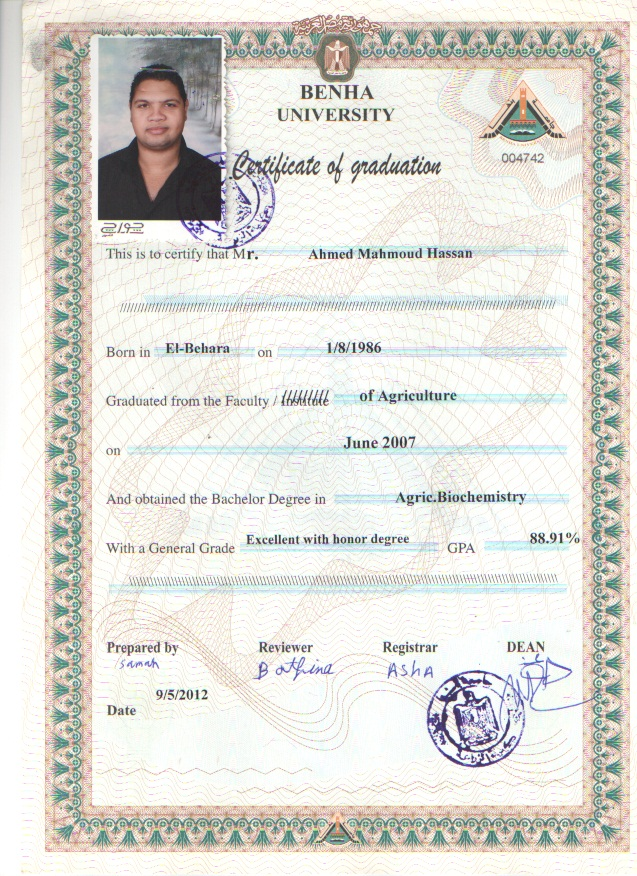 BENHA
UNIVERSITY
004742
Certificate of graduation
This is to certify that Mr. Ahmed Mahmoud Hassan
Born in El-Behara on 1/8/1986
Graduated from the Faculty / Institute of Agriculture
on June 2007
And obtained the Bachelor Degree in Agric.Biochemistry
With a General Grade Excellent with honor degree GPA 88.91%
Prepared by Reviewer Registrar DEAN
Samah Bothina ASHA
9/5/2012
Date